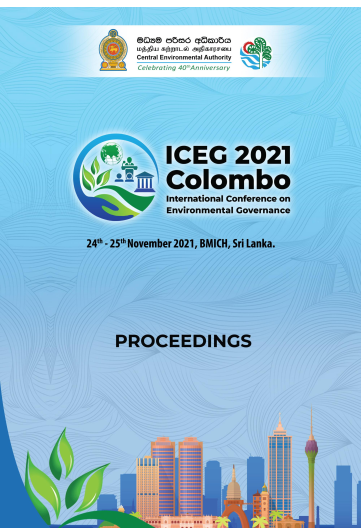 මධ්‍යම පරිසර අධිකාරිය
மத்திய சுற்றாடல் அதிகாரசபை
Central Environmental Authority
Celebrating 40th Anniversary
ICEG 2021
Colombo
International Conference on
Environmental Governance
24th - 25th November 2021, BMICH, Sri Lanka.
PROCEEDINGS